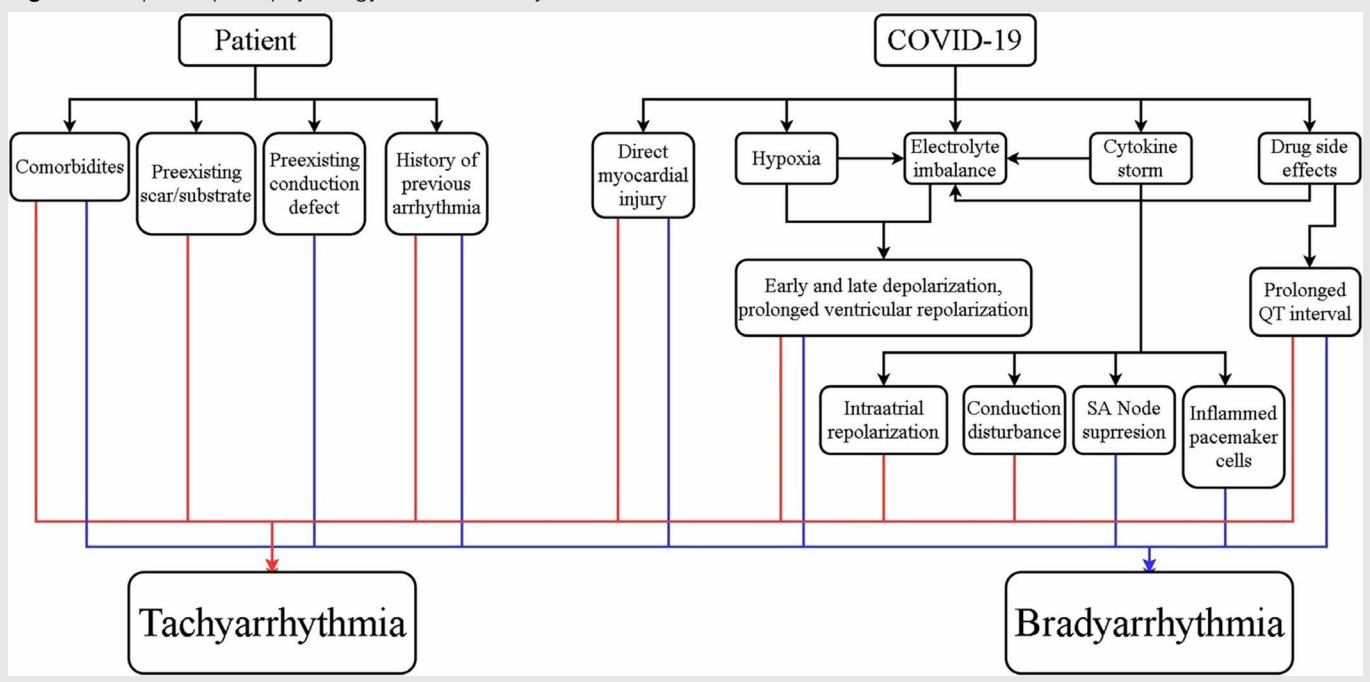 Patient
COVID-19
Comorbidites
Preexisting
scar/substrate
Preexisting
conduction
defect
History of
previous
arrhythmia
Direct
myocardial
injury
Hypoxia
Electrolyte
imbalance
Cytokine
storm
Drug side
effects
Early and late depolarization,
prolonged ventricular repolarization
Prolonged
QT interval
Intraatrial
repolarization
Conduction
disturbance
SA Node
suprresion
Inflammed
pacemaker
cells
Tachyarrhythmia
Bradyarrhythmia